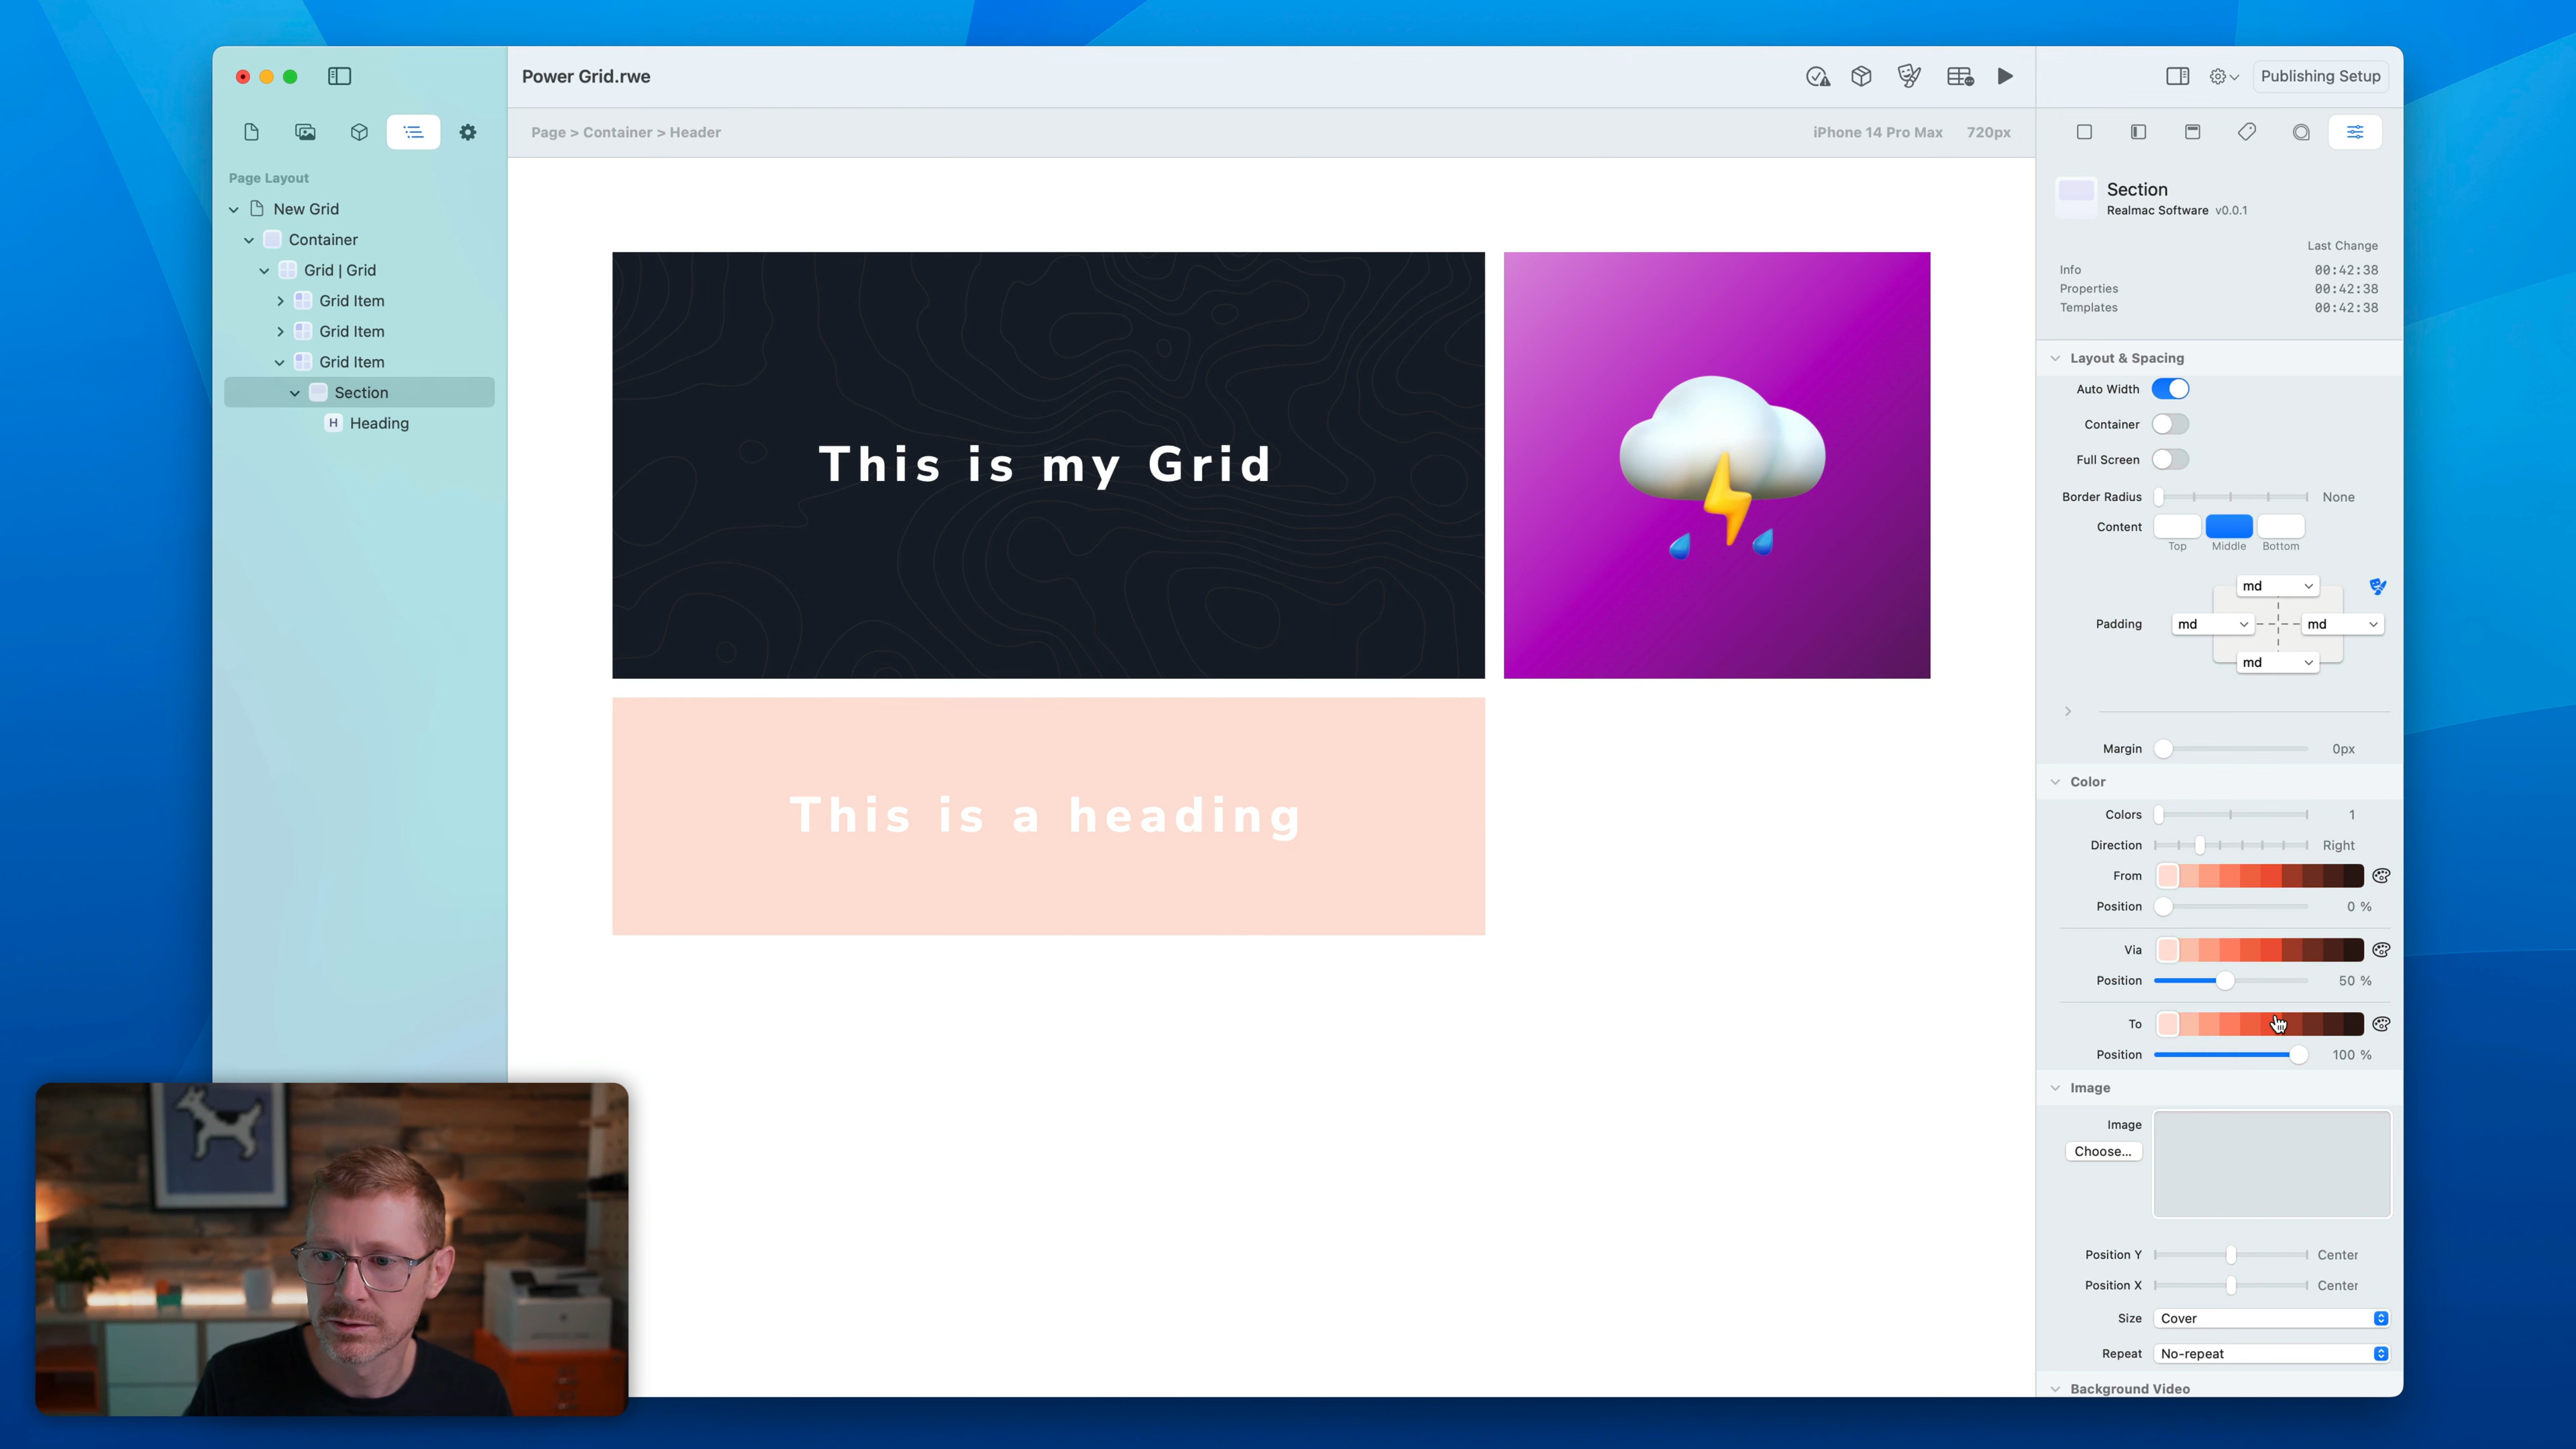 Power Grid.rwe
Publishing Setup
Page > Container > Header
iPhone 14 Pro Max 720px
Page Layout
New Grid
Container
Grid | Grid
Grid Item
Grid Item
Grid Item
Section
H Heading
This is my Grid
This is a heading
Section
Realmac Software v0.0.1
Last Change
Info 00:42:38
Properties 00:42:38
Templates 00:42:38
Layout & Spacing
Auto Width
Container
Full Screen
Border Radius None
Content
Top Middle Bottom
md
Padding md md
md
Margin 0px
Color
Colors 1
Direction Right
From
Position 0 %
Via
Position 50 %
To
Position 100 %
Image
Image
Choose...
Position Y Center
Position X Center
Size Cover
Repeat No-repeat
Background Video